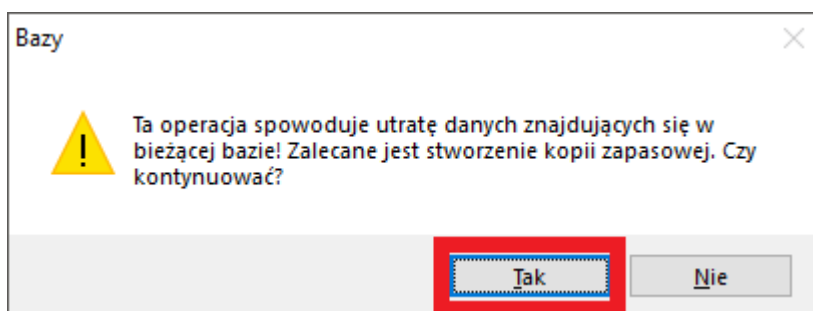 Bazy
Ta operacja spowoduje utratę danych znajdujących się w
bieżącej bazie! Zalecane jest stworzenie kopii zapasowej. Czy
kontynuować?
Tak
Nie